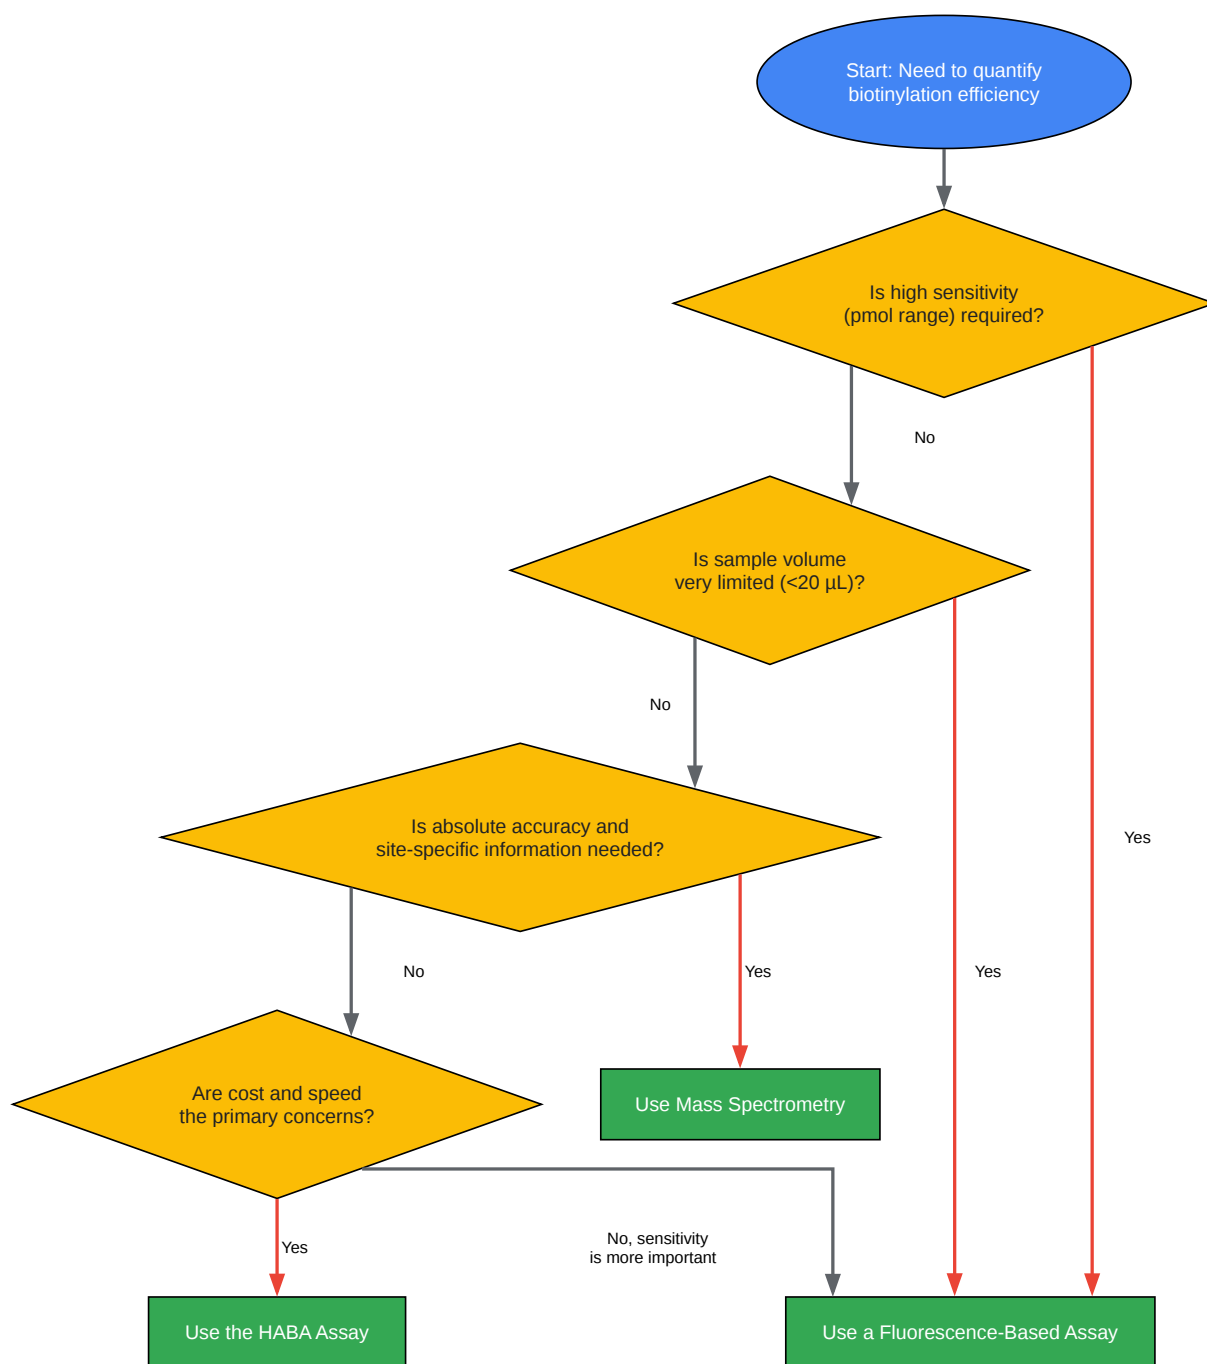 Start: Need to quantify
biotinylation efficiency
Is high sensitivity
(pmol range) required?
No
Is sample volume
very limited (<20 µL)?
No
Yes
Is absolute accuracy and
site-specific information needed?
No
Yes
Yes
Are cost and speed
the primary concerns?
Use Mass Spectrometry
Yes
No, sensitivity
is more important
Use the HABA Assay
Use a Fluorescence-Based Assay